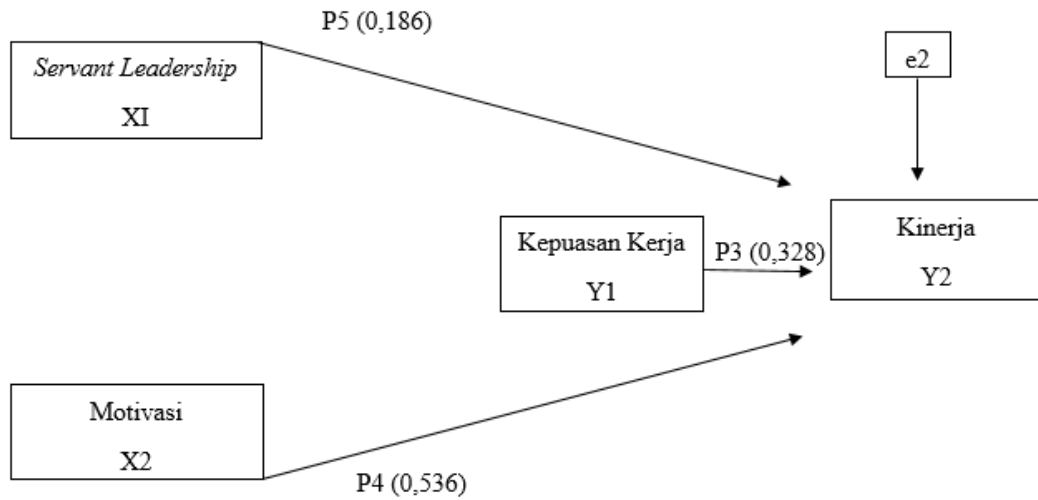 P5 (0,186)
Servant Leadership
XI
e2
Kepuasan Kerja
Y1
P3 (0,328)
Kinerja
Y2
Motivasi
X2
P4 (0,536)